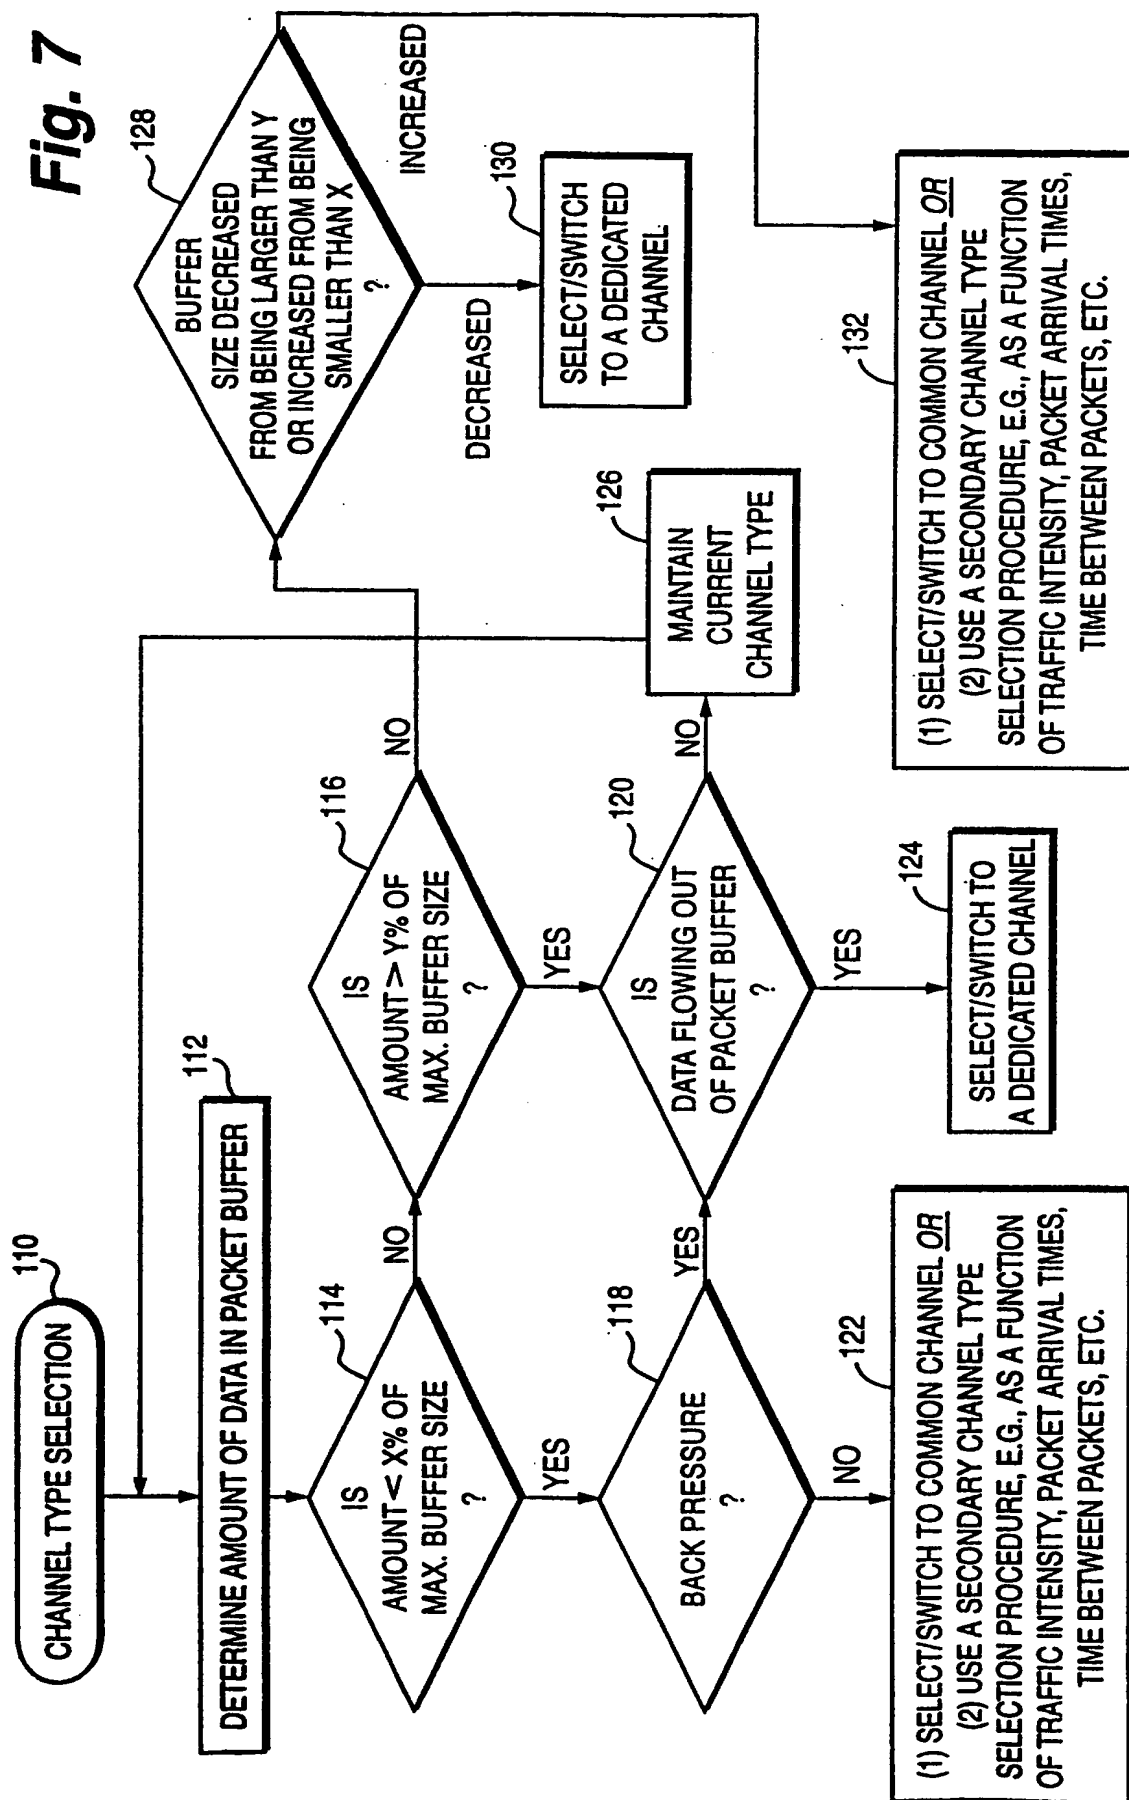 Fig. 7
110
CHANNEL TYPE SELECTION
112
DETERMINE AMOUNT OF DATA IN PACKET BUFFER
114
IS
AMOUNT < X% OF
MAX. BUFFER SIZE
?
NO
YES
116
IS
AMOUNT > Y% OF
MAX. BUFFER SIZE
?
NO
YES
118
BACK PRESSURE
?
YES
NO
120
IS
DATA FLOWING OUT
OF PACKET BUFFER
?
NO
YES
122
(1) SELECT/SWITCH TO COMMON CHANNEL OR
(2) USE A SECONDARY CHANNEL TYPE
SELECTION PROCEDURE, E.G., AS A FUNCTION
OF TRAFFIC INTENSITY, PACKET ARRIVAL TIMES,
TIME BETWEEN PACKETS, ETC.
124
SELECT/SWITCH TO
A DEDICATED CHANNEL
126
MAINTAIN
CURRENT
CHANNEL TYPE
128
BUFFER
SIZE DECREASED
FROM BEING LARGER THAN Y
OR INCREASED FROM BEING
SMALLER THAN X
?
DECREASED
INCREASED
130
SELECT/SWITCH
TO A DEDICATED
CHANNEL
132
(1) SELECT/SWITCH TO COMMON CHANNEL OR
(2) USE A SECONDARY CHANNEL TYPE
SELECTION PROCEDURE, E.G., AS A FUNCTION
OF TRAFFIC INTENSITY, PACKET ARRIVAL TIMES,
TIME BETWEEN PACKETS, ETC.